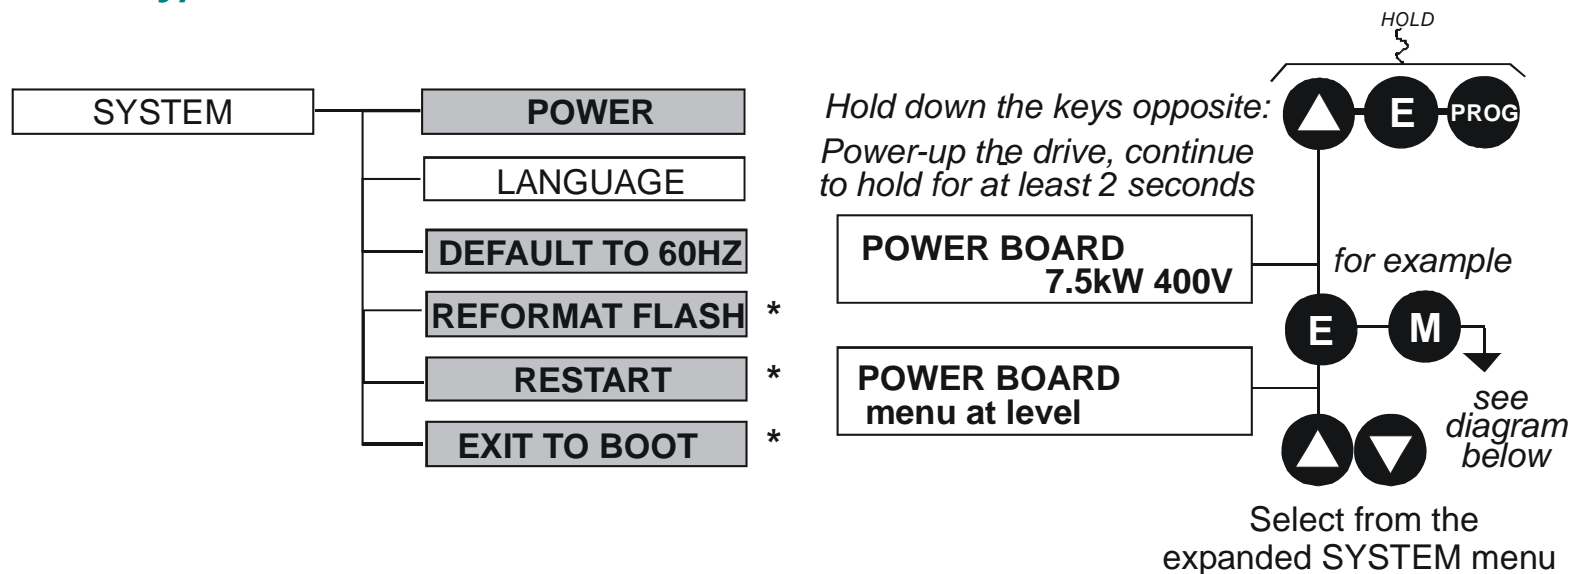 SYSTEM
POWER
LANGUAGE
DEFAULT TO 60HZ
REFORMAT FLASH *
RESTART *
EXIT TO BOOT *
HOLD
Hold down the keys opposite:
E
PROG
Power-up the drive, continue
to hold for at least 2 seconds
POWER BOARD
7.5kW 400V
for example
E
M
POWER BOARD
menu at level
see
diagram
below
Select from the
expanded SYSTEM menu